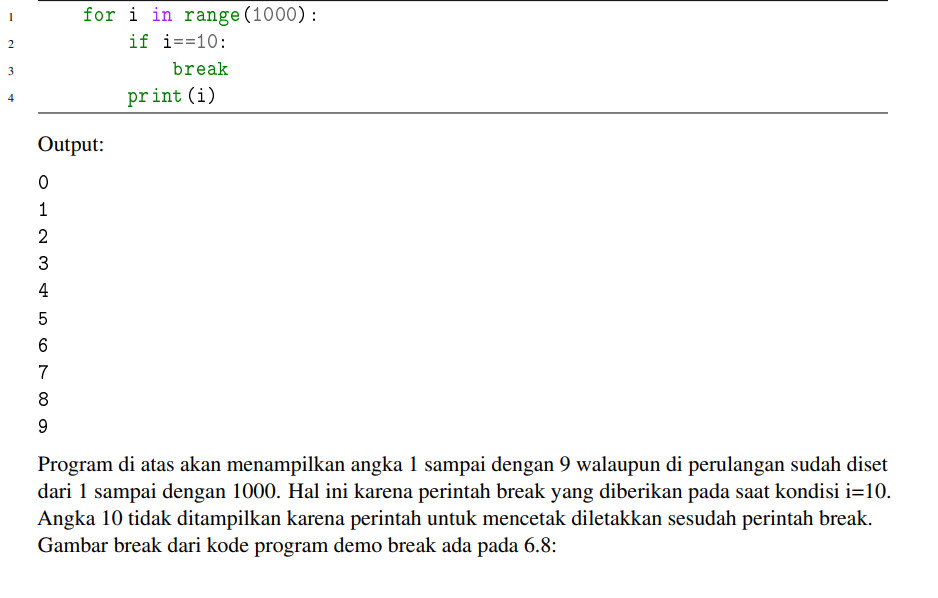 1 for i in range(1000):
2 if i==10:
3 break
4 print(i)
Output:
0
1
2
3
4
5
6
7
8
9
Program di atas akan menampilkan angka 1 sampai dengan 9 walaupun di perulangan sudah diset
dari 1 sampai dengan 1000. Hal ini karena perintah break yang diberikan pada saat kondisi i=10.
Angka 10 tidak ditampilkan karena perintah untuk mencetak diletakkan sesudah perintah break.
Gambar break dari kode program demo break ada pada 6.8: